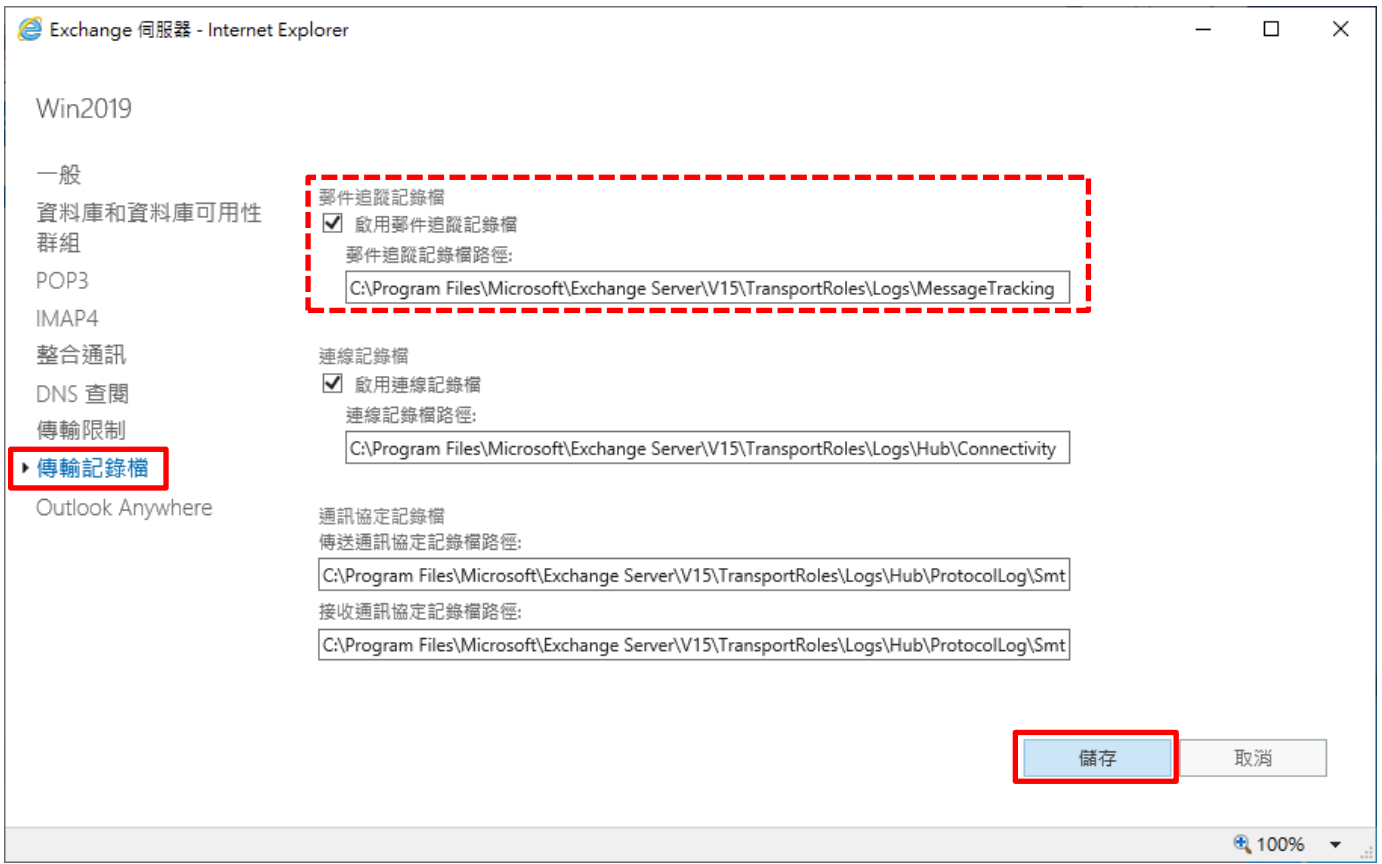 Exchange 伺服器 - Internet Explorer
Win2019
一般
資料庫和資料庫可用性
群組
POP3
IMAP4
整合通訊
DNS 查閱
傳輸限制
傳輸記錄檔
Outlook Anywhere
郵件追蹤記錄檔
啟用郵件追蹤記錄檔
郵件追蹤記錄檔路徑:
C:\Program Files\Microsoft\Exchange Server\V15\TransportRoles\Logs\MessageTracking
連線記錄檔
啟用連線記錄檔
連線記錄檔路徑:
C:\Program Files\Microsoft\Exchange Server\V15\TransportRoles\Logs\Hub\Connectivity
通訊協定記錄檔
傳送通訊協定記錄檔路徑:
C:\Program Files\Microsoft\Exchange Server\V15\TransportRoles\Logs\Hub\ProtocolLog\Smt
接收通訊協定記錄檔路徑:
C:\Program Files\Microsoft\Exchange Server\V15\TransportRoles\Logs\Hub\ProtocolLog\Smt
儲存
取消
100%